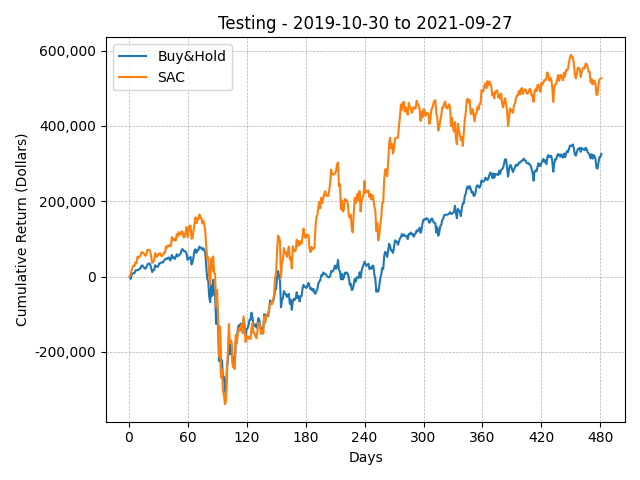 Testing - 2019-10-30 to 2021-09-27
Buy&Hold
SAC
Cumulative Return (Dollars)
600,000
400,000
200,000
0
-200,000
0 60 120 180 240 300 360 420 480
Days